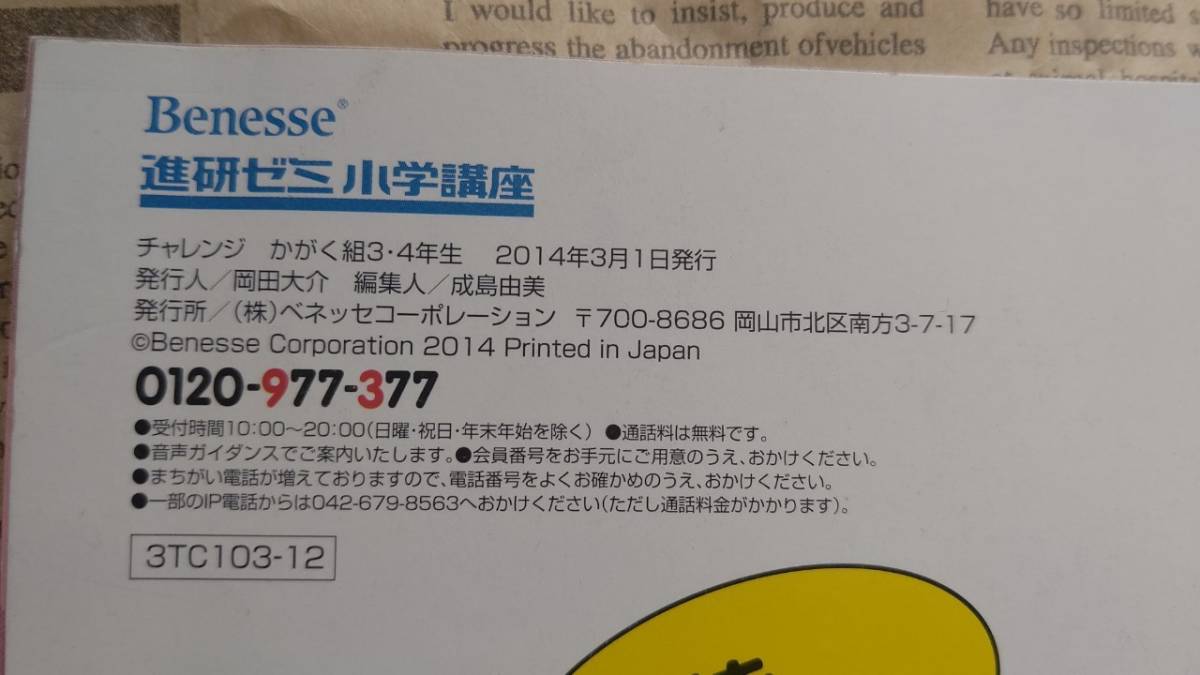 I would like to insist, produce and
progress the abandonment ofvehicles
have so limited
Any inspections
Benesse®
進研ゼミ 小学講座
チャレンジ かがく組3・4年生 2014年3月1日発行
発行人/岡田大介 編集人/成島由美
発行所/(株)ベネッセコーポレーション 〒700-8686 岡山市北区南方3-7-17
©Benesse Corporation 2014 Printed in Japan
0120-977-377
●受付時間10:00～20:00(日曜・祝日・年末年始を除く) ●通話料は無料です。
●音声ガイダンスでご案内いたします。●会員番号をお手元にご用意のうえ、おかけください。
●まちがい電話が増えておりますので、電話番号をよくお確かめのうえ、おかけください。
●一部のIP電話からは042-679-8563へおかけください(ただし通話料金がかかります)。
3TC103-12